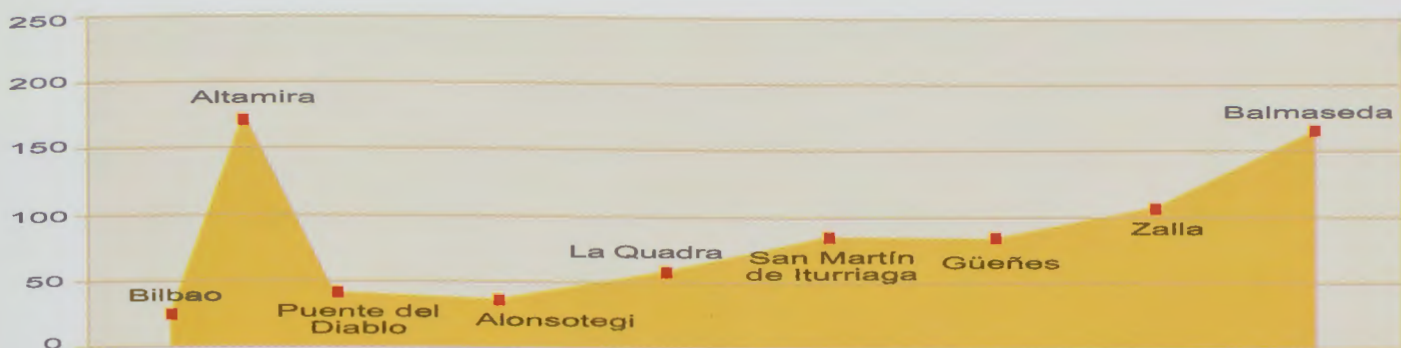 250
200
150
100
50
0
Bilbao
Altamira
Puente del
Diablo
Alonsotegi
La Quadra
San Martín
de Iturriaga
Güeñes
Zalla
Balmaseda